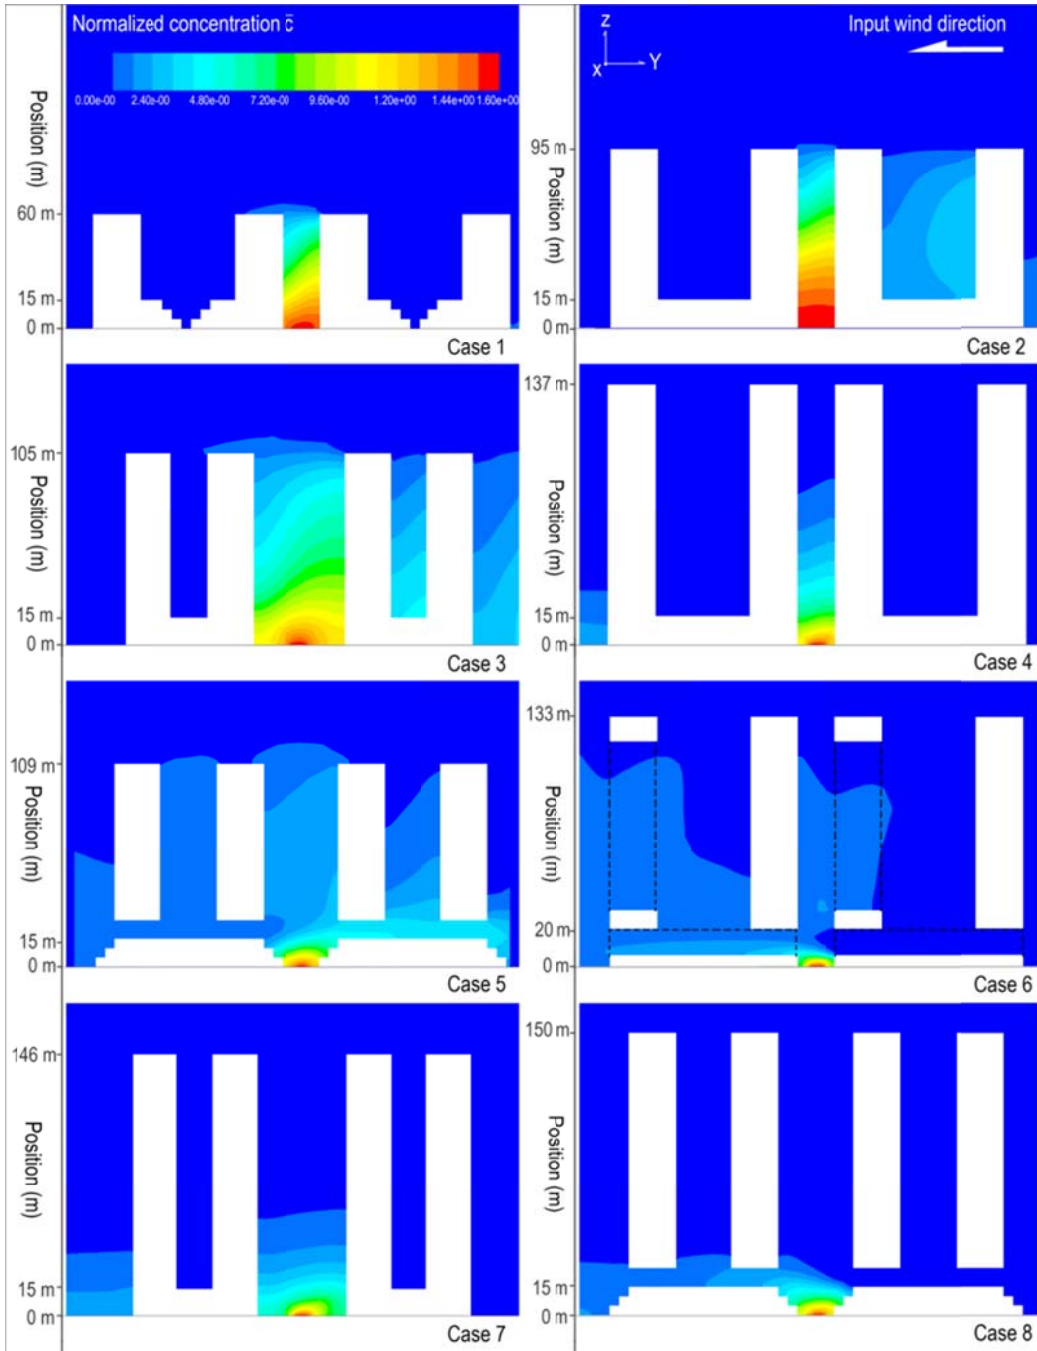 Normalized concentration c̄
0.00e-00 2.40e-00 4.80e-00 7.20e-00 9.60e-00 1.20e+00 1.44e+00 1.60e+00
Position (m)
60 m
15 m
0 m
Case 1
Z
X
Y
Input wind direction
95 m
Position (m)
15 m
0 m
Case 2
105 m
Position (m)
15 m
0 m
Case 3
137 m
Position (m)
15 m
0 m
Case 4
109 m
Position (m)
15 m
0 m
Case 5
133 m
Position (m)
20 m
0 m
Case 6
146 m
Position (m)
15 m
0 m
Case 7
150 m
Position (m)
15 m
0 m
Case 8